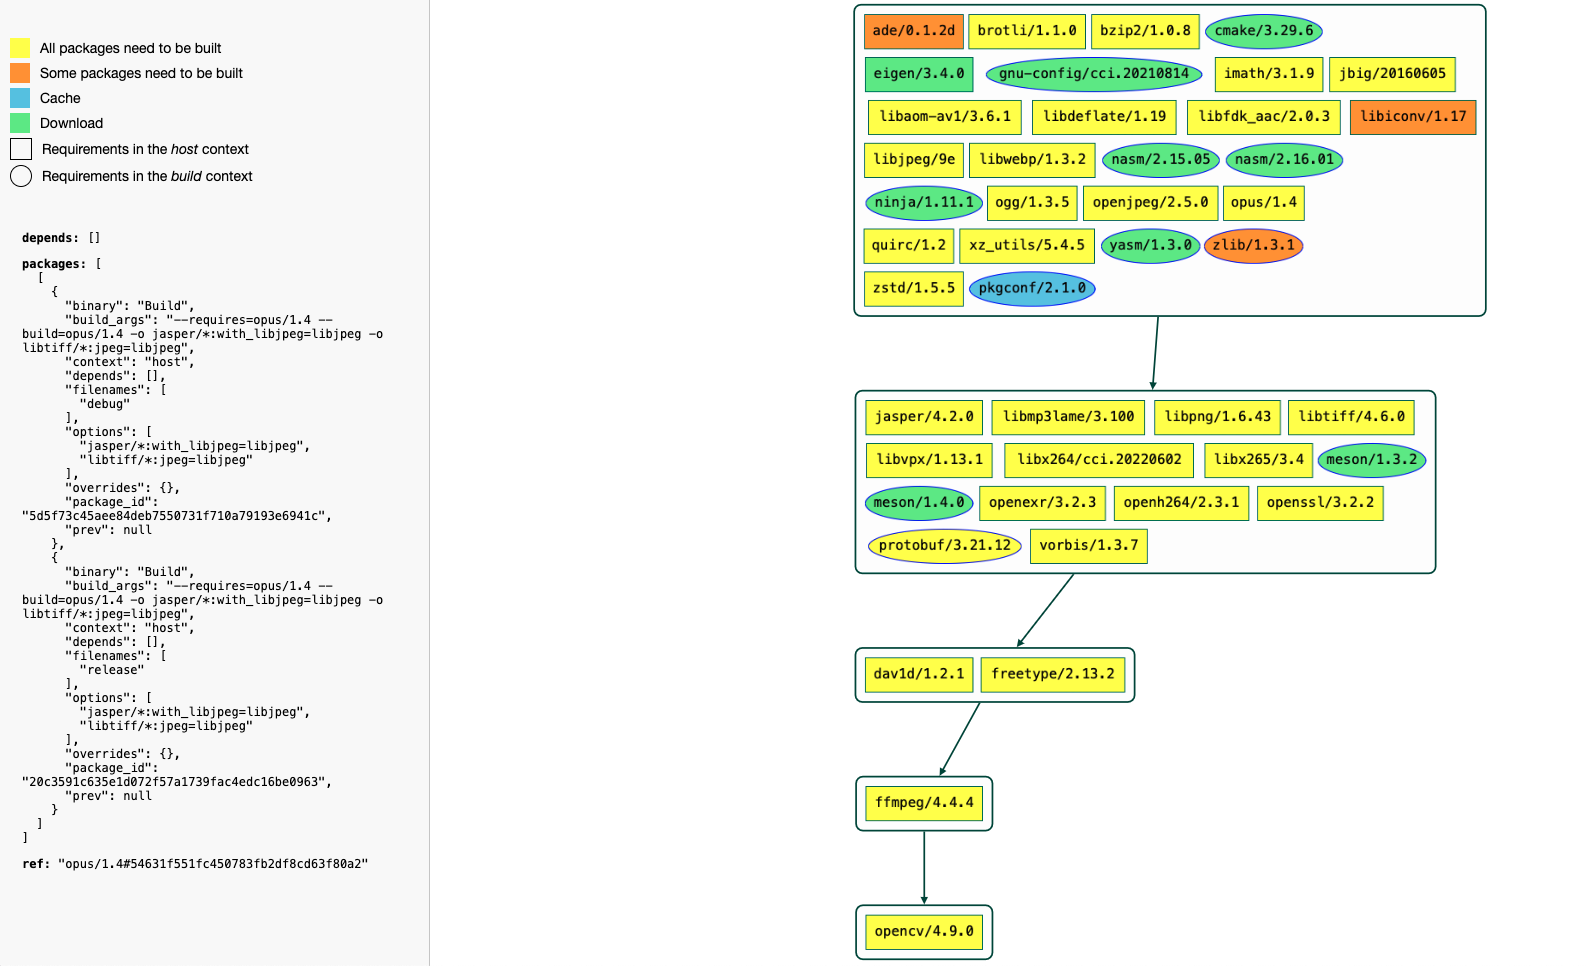 All packages need to be built
Some packages need to be built
Cache
Download
Requirements in the host context
Requirements in the build context
depends: []
packages: [
  [
    {
      "binary": "Build",
      "build_args": "--requires=opus/1.4 --
build=opus/1.4 -o jasper/*:with_libjpeg=libjpeg -o
libtiff/*:jpeg=libjpeg",
      "context": "host",
      "depends": [],
      "filenames": [
        "debug"
      ],
      "options": [
        "jasper/*:with_libjpeg=libjpeg",
        "libtiff/*:jpeg=libjpeg"
      ],
      "overrides": {},
      "package_id":
"5d5f73c45aee84deb7550731f710a79193e6941c",
      "prev": null
    },
    {
      "binary": "Build",
      "build_args": "--requires=opus/1.4 --
build=opus/1.4 -o jasper/*:with_libjpeg=libjpeg -o
libtiff/*:jpeg=libjpeg",
      "context": "host",
      "depends": [],
      "filenames": [
        "release"
      ],
      "options": [
        "jasper/*:with_libjpeg=libjpeg",
        "libtiff/*:jpeg=libjpeg"
      ],
      "overrides": {},
      "package_id":
"20c3591c635e1d072f57a1739fac4edc16be0963",
      "prev": null
    }
  ]
]
ref: "opus/1.4#54631f551fc450783fb2df8cd63f80a2"
ade/0.1.2d brotli/1.1.0 bzip2/1.0.8 cmake/3.29.6
eigen/3.4.0 gnu-config/cci.20210814 imath/3.1.9 jbig/20160605
libaom-av1/3.6.1 libdeflate/1.19 libfdk_aac/2.0.3 libiconv/1.17
libjpeg/9e libwebp/1.3.2 nasm/2.15.05 nasm/2.16.01
ninja/1.11.1 ogg/1.3.5 openjpeg/2.5.0 opus/1.4
quirc/1.2 xz_utils/5.4.5 yasm/1.3.0 zlib/1.3.1
zstd/1.5.5 pkgconf/2.1.0
jasper/4.2.0 libmp3lame/3.100 libpng/1.6.43 libtiff/4.6.0
libvpx/1.13.1 libx264/cci.20220602 libx265/3.4 meson/1.3.2
meson/1.4.0 openexr/3.2.3 openh264/2.3.1 openssl/3.2.2
protobuf/3.21.12 vorbis/1.3.7
dav1d/1.2.1 freetype/2.13.2
ffmpeg/4.4.4
opencv/4.9.0